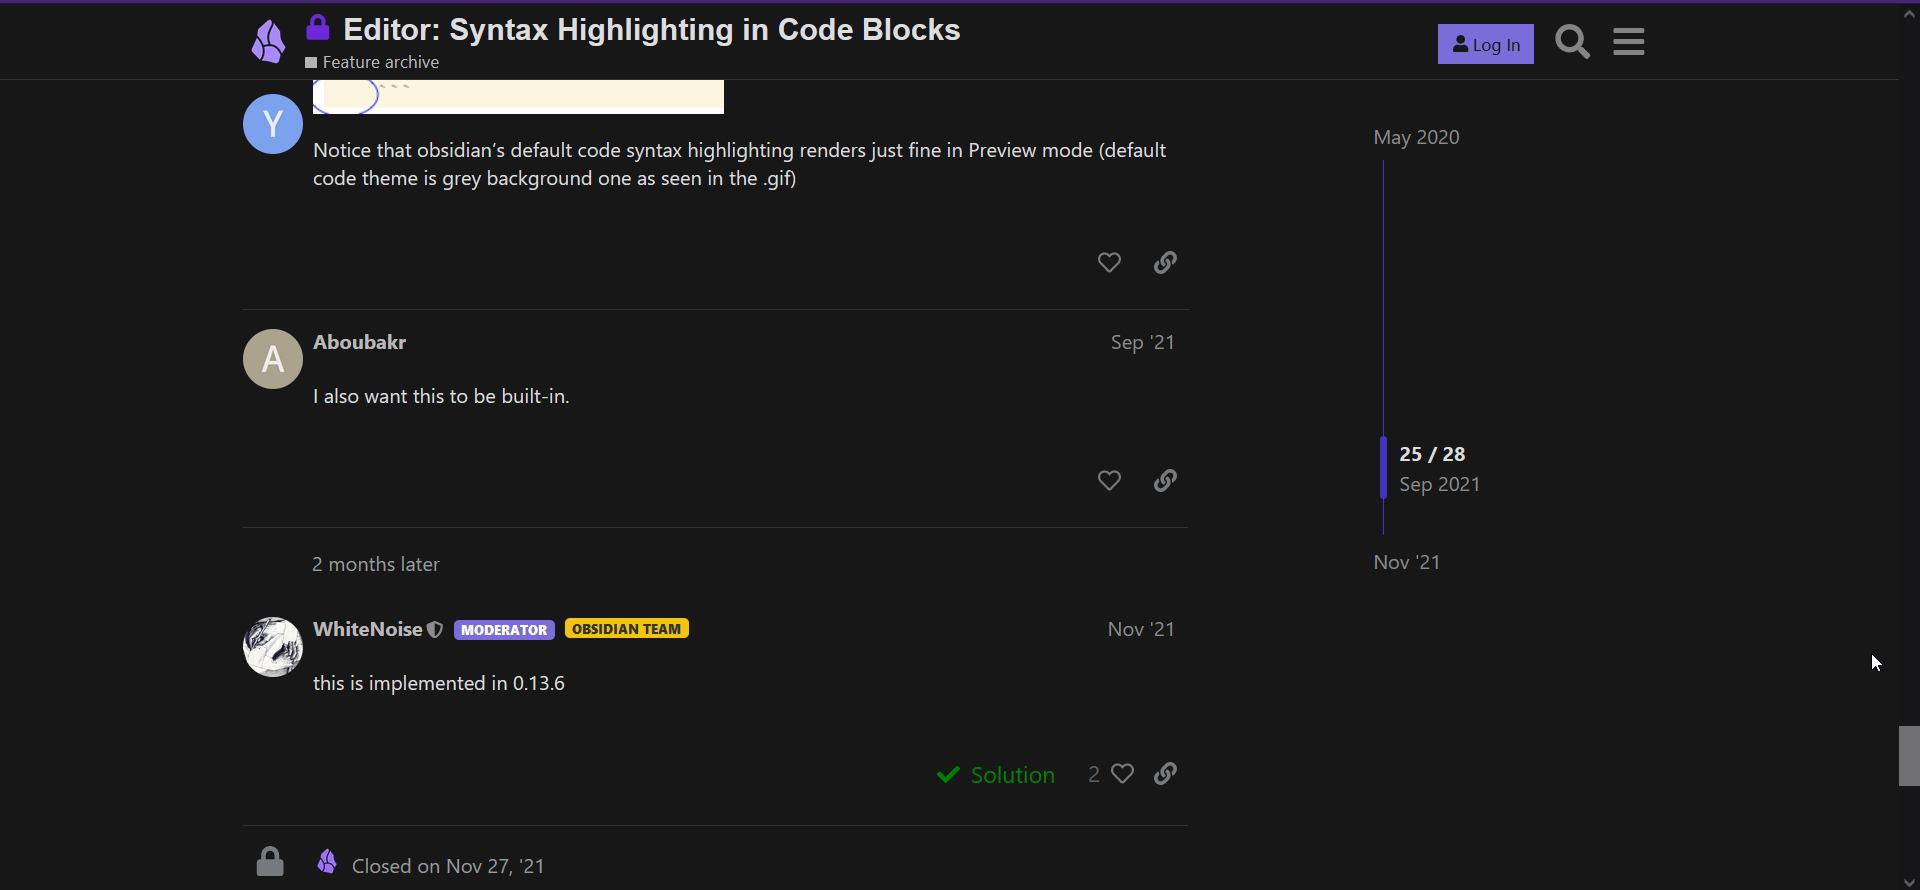 Editor: Syntax Highlighting in Code Blocks
Feature archive
Log In
```
Y
Notice that obsidian’s default code syntax highlighting renders just fine in Preview mode (default
code theme is grey background one as seen in the .gif)
May 2020
A
Aboubakr
Sep '21
I also want this to be built-in.
25 / 28
Sep 2021
Nov '21
2 months later
WhiteNoise
MODERATOR
OBSIDIAN TEAM
Nov '21
this is implemented in 0.13.6
Solution
2
Closed on Nov 27, '21